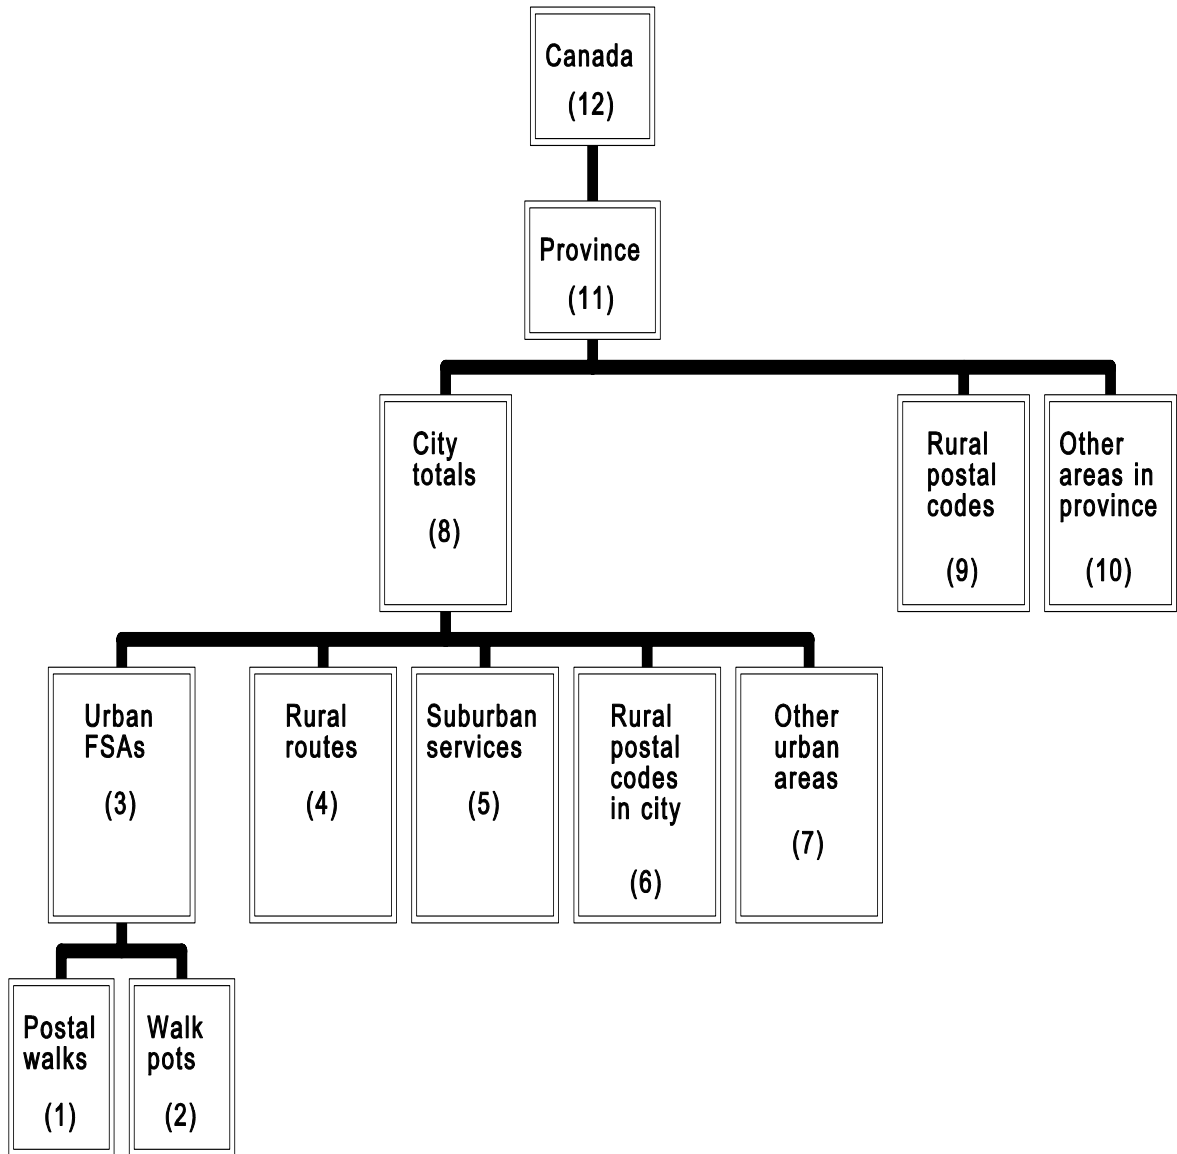 Canada
(12)
Province
(11)
City
totals
(8)
Rural
postal
codes
(9)
Other
areas in
province
(10)
Urban
FSAs
(3)
Rural
routes
(4)
Suburban
services
(5)
Rural
postal
codes
in city
(6)
Other
urban
areas
(7)
Postal
walks
(1)
Walk
pots
(2)